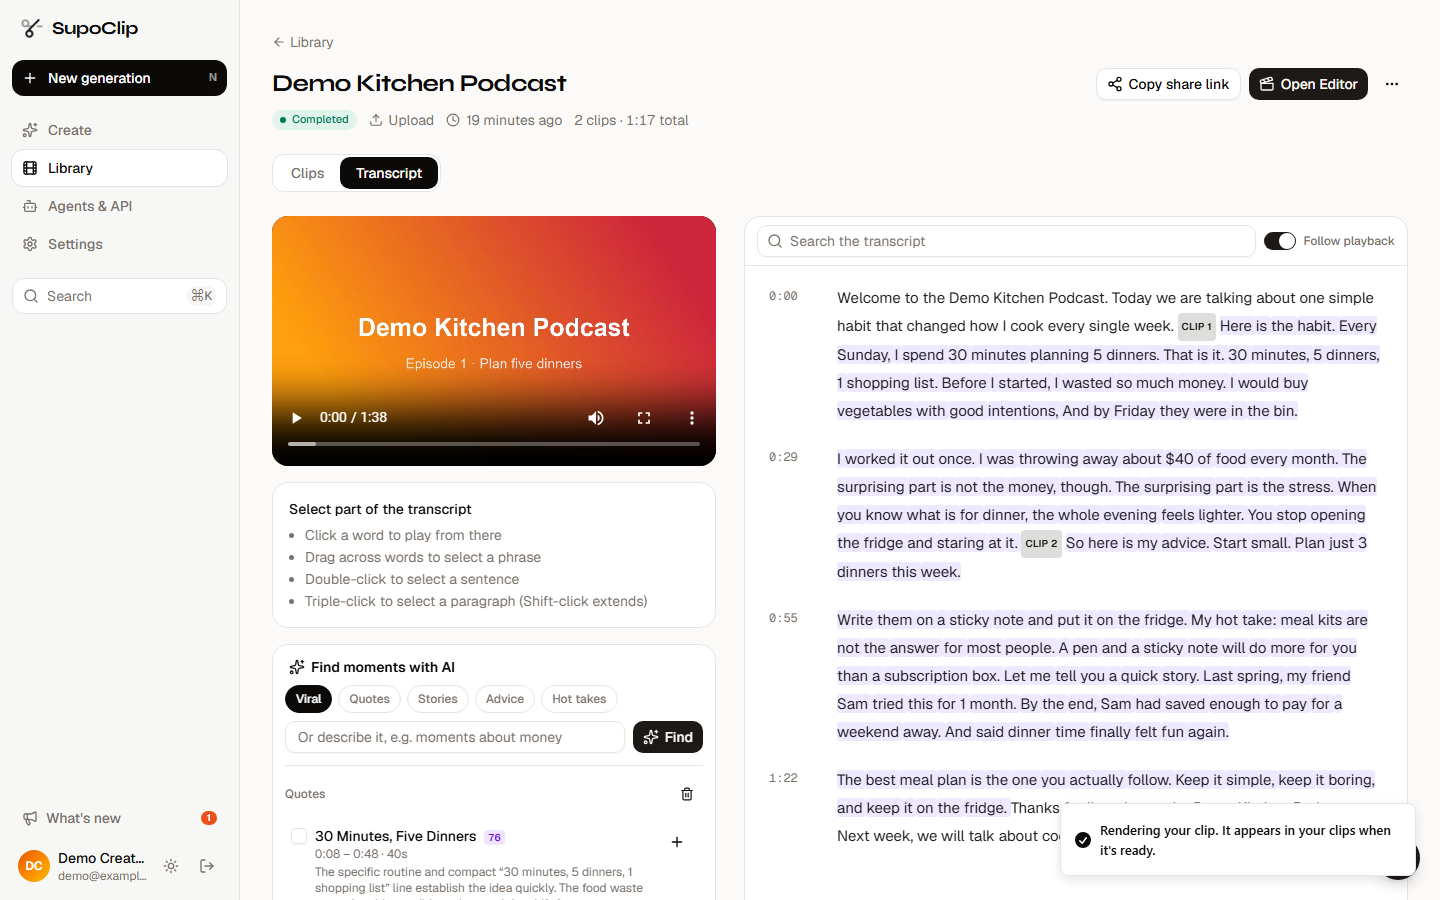 SupoClip
New generation N
Create
Library
Agents & API
Settings
Search ⌘K
What's new 1
DC Demo Creat...
demo@exampl...
← Library
Demo Kitchen Podcast
Completed Upload 19 minutes ago 2 clips · 1:17 total
Copy share link Open Editor
Clips Transcript
Demo Kitchen Podcast
Episode 1 · Plan five dinners
0:00 / 1:38
Select part of the transcript
• Click a word to play from there
• Drag across words to select a phrase
• Double-click to select a sentence
• Triple-click to select a paragraph (Shift-click extends)
Find moments with AI
Viral Quotes Stories Advice Hot takes
Or describe it, e.g. moments about money Find
Quotes
30 Minutes, Five Dinners 76
0:08 – 0:48 · 40s
The specific routine and compact “30 minutes, 5 dinners, 1
shopping list” line establish the idea quickly. The food waste
Search the transcript Follow playback
0:00 Welcome to the Demo Kitchen Podcast. Today we are talking about one simple
habit that changed how I cook every single week. CLIP 1 Here is the habit. Every
Sunday, I spend 30 minutes planning 5 dinners. That is it. 30 minutes, 5 dinners,
1 shopping list. Before I started, I wasted so much money. I would buy
vegetables with good intentions, And by Friday they were in the bin.
0:29 I worked it out once. I was throwing away about $40 of food every month. The
surprising part is not the money, though. The surprising part is the stress. When
you know what is for dinner, the whole evening feels lighter. You stop opening
the fridge and staring at it. CLIP 2 So here is my advice. Start small. Plan just 3
dinners this week.
0:55 Write them on a sticky note and put it on the fridge. My hot take: meal kits are
not the answer for most people. A pen and a sticky note will do more for you
than a subscription box. Let me tell you a quick story. Last spring, my friend
Sam tried this for 1 month. By the end, Sam had saved enough to pay for a
weekend away. And said dinner time finally felt fun again.
1:22 The best meal plan is the one you actually follow. Keep it simple, keep it boring,
and keep it on the fridge. Thanks
Next week, we will talk about
Rendering your clip. It appears in your clips when
it's ready.